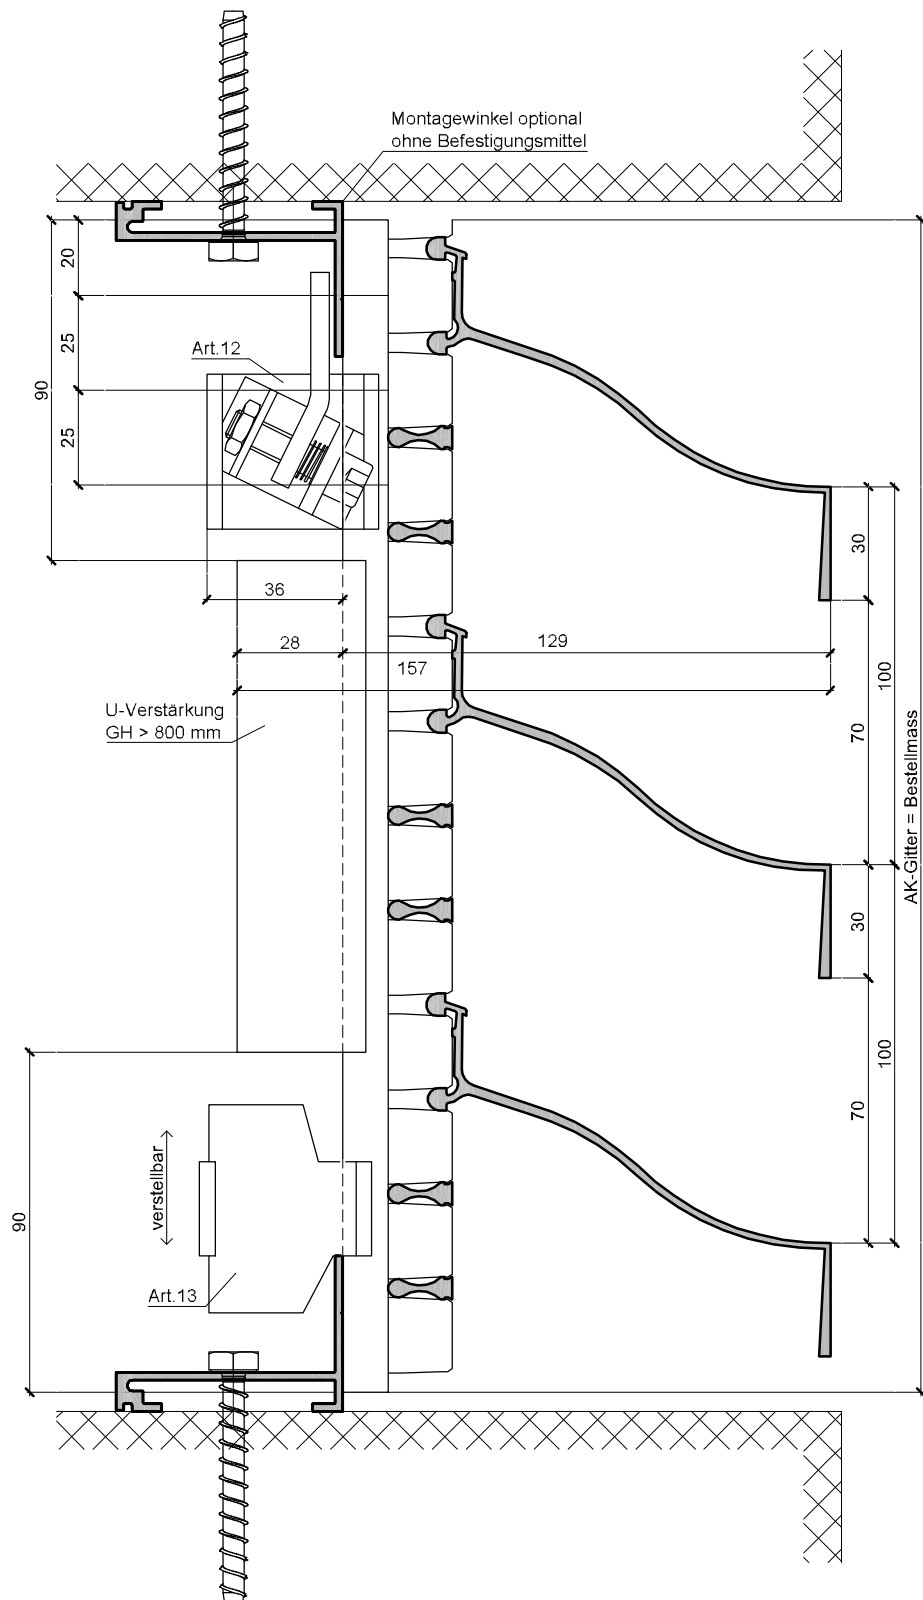 Montagewinkel optional
ohne Befestigungsmittel
20
25
Art.12
90
25
30
36
28
129
157
100
U-Verstärkung
GH > 800 mm
70
AK-Gitter = Bestellmass
30
100
70
verstellbar
90
Art.13